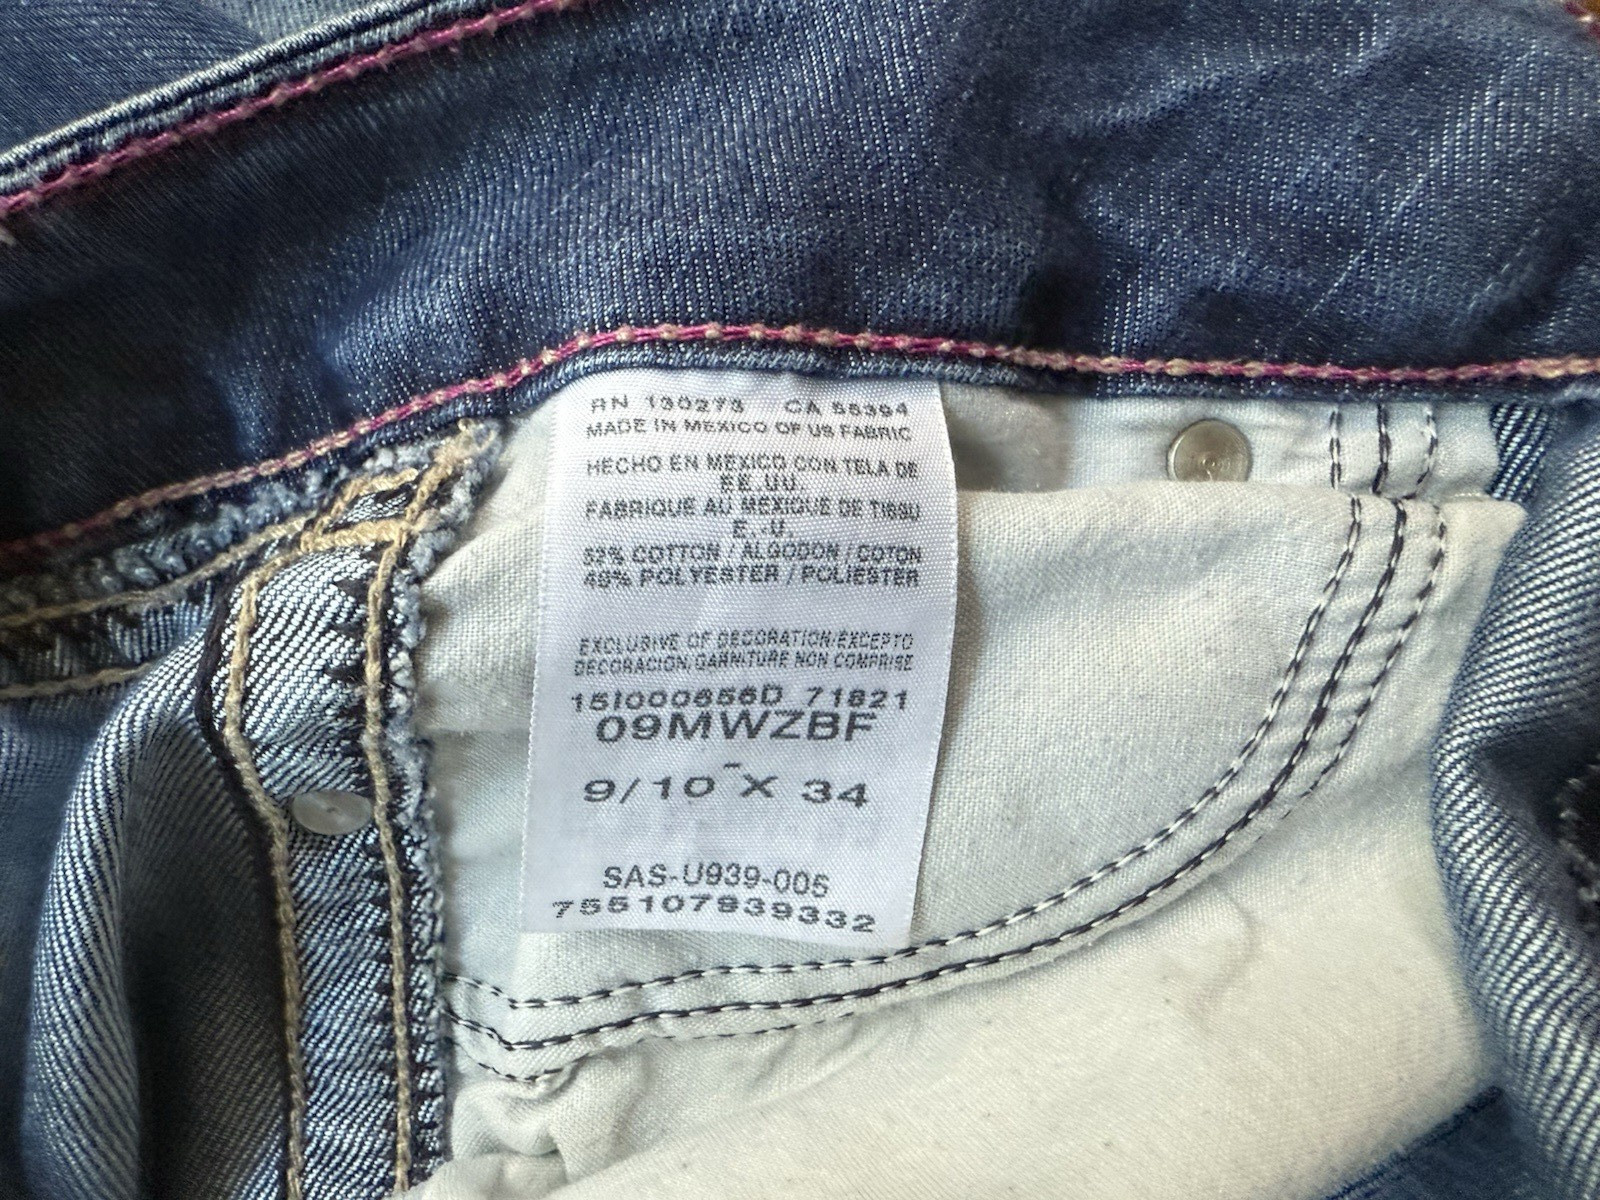 RN 130273 CA 55394
MADE IN MEXICO OF US FABRIC
HECHO EN MEXICO CON TELA DE
EE.UU.
FABRIQUE AU MEXIQUE DE TISSU
E.-U.
52% COTTON / ALGODON / COTON
48% POLYESTER / POLIESTER
EXCLUSIVE OF DECORATION/EXCEPTO
DECORACION, GARNITURE NON COMPRISE
15I000656D 71821
09MWZBF
9/10 X 34
SAS-U939-005
755107939332